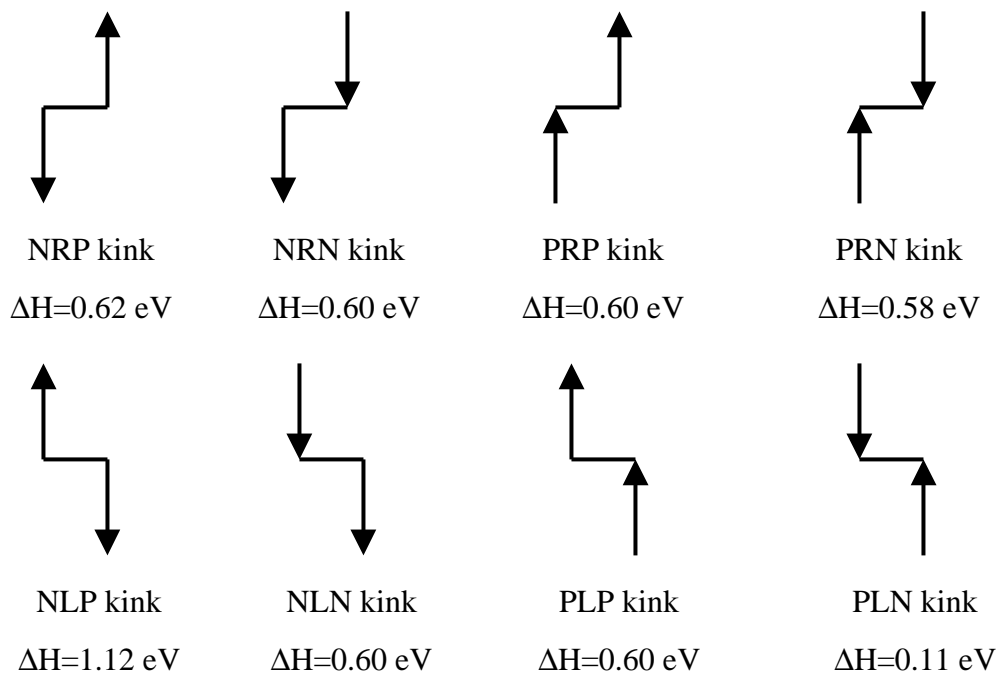 NRP kink NRN kink PRP kink PRN kink
ΔH=0.62 eV ΔH=0.60 eV ΔH=0.60 eV ΔH=0.58 eV
NLP kink NLN kink PLP kink PLN kink
ΔH=1.12 eV ΔH=0.60 eV ΔH=0.60 eV ΔH=0.11 eV